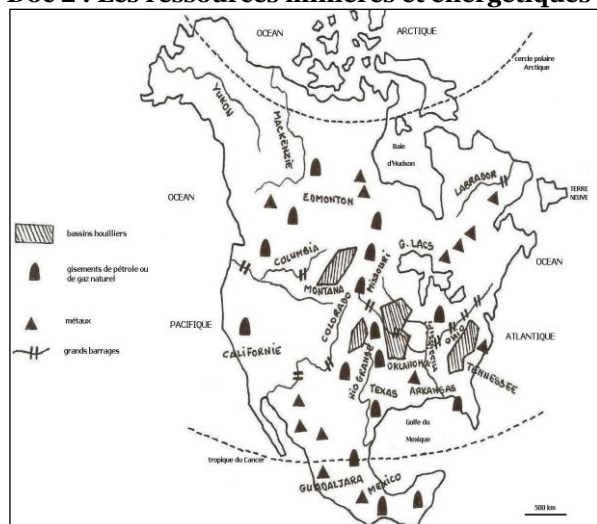 Doc 2 : Les ressources minières et énergétiques
OCEAN
ARCTIQUE
cercle polaire
Arctique
YUKON
MACKENZIE
Baie
d'Hudson
LABRADOR
TERRE
NEUVE
OCEAN
EDMONTON
bassins houilliers
G. LACS
OCEAN
COLUMBIA
Missouri
gisements de pétrole ou
de gaz naturel
MONTANA
COLORADO
métaux
PACIFIQUE
OHIO
ATLANTIQUE
grands barrages
CALIFORNIE
RIO GRANDE
OKLAHOMA
TENNESSEE
TEXAS
ARKANSAS
Golfe du
Mexique
tropique du Cancer
GUADALJARA
MEXICO
500 km